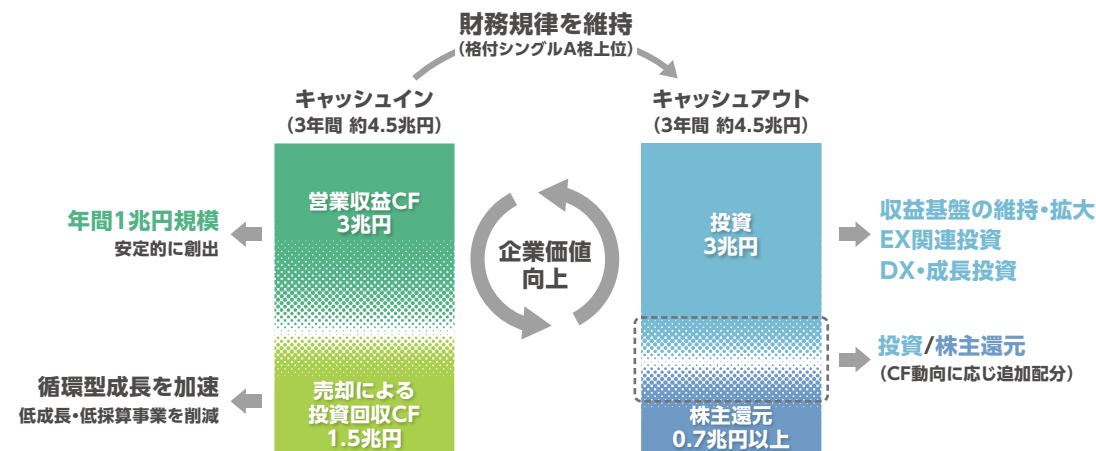 財務規律を維持
（格付シングルA格上位）
キャッシュイン
（3年間 約4.5兆円）
キャッシュアウト
（3年間 約4.5兆円）
年間1兆円規模
安定的に創出
営業収益CF
3兆円
企業価値
向上
投資
3兆円
収益基盤の維持・拡大
EX関連投資
DX・成長投資
循環型成長を加速
低成長・低採算事業を削減
売却による
投資回収CF
1.5兆円
株主還元
0.7兆円以上
投資/株主還元
（CF動向に応じ追加配分）